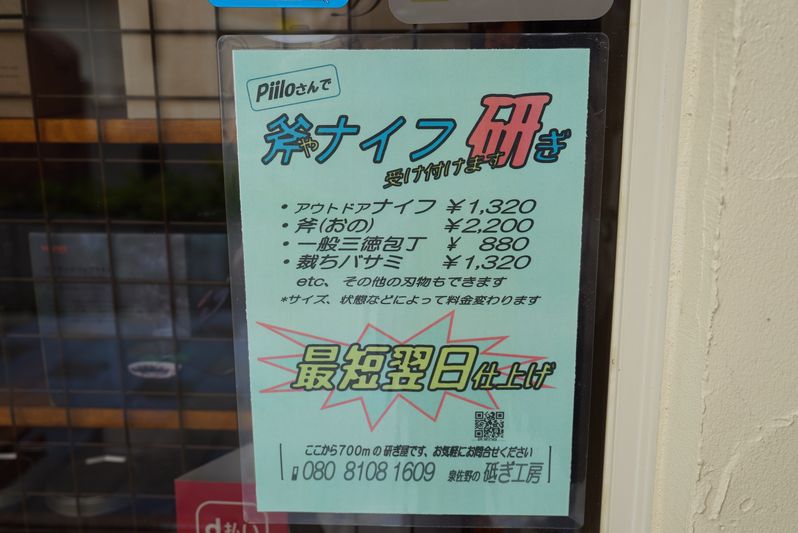 Piiloさんで
斧やナイフ研ぎ
受け付けます
・アウトドアナイフ ￥1,320
・斧(おの) ￥2,200
・一般三徳包丁 ￥ 880
・裁ちバサミ ￥1,320
etc、その他の刃物もできます
*サイズ、状態などによって料金変わります
最短翌日仕上げ
ここから700mの研ぎ屋です、お気軽にお問合せください
080 8108 1609 泉佐野の 砥ぎ工房
d払い